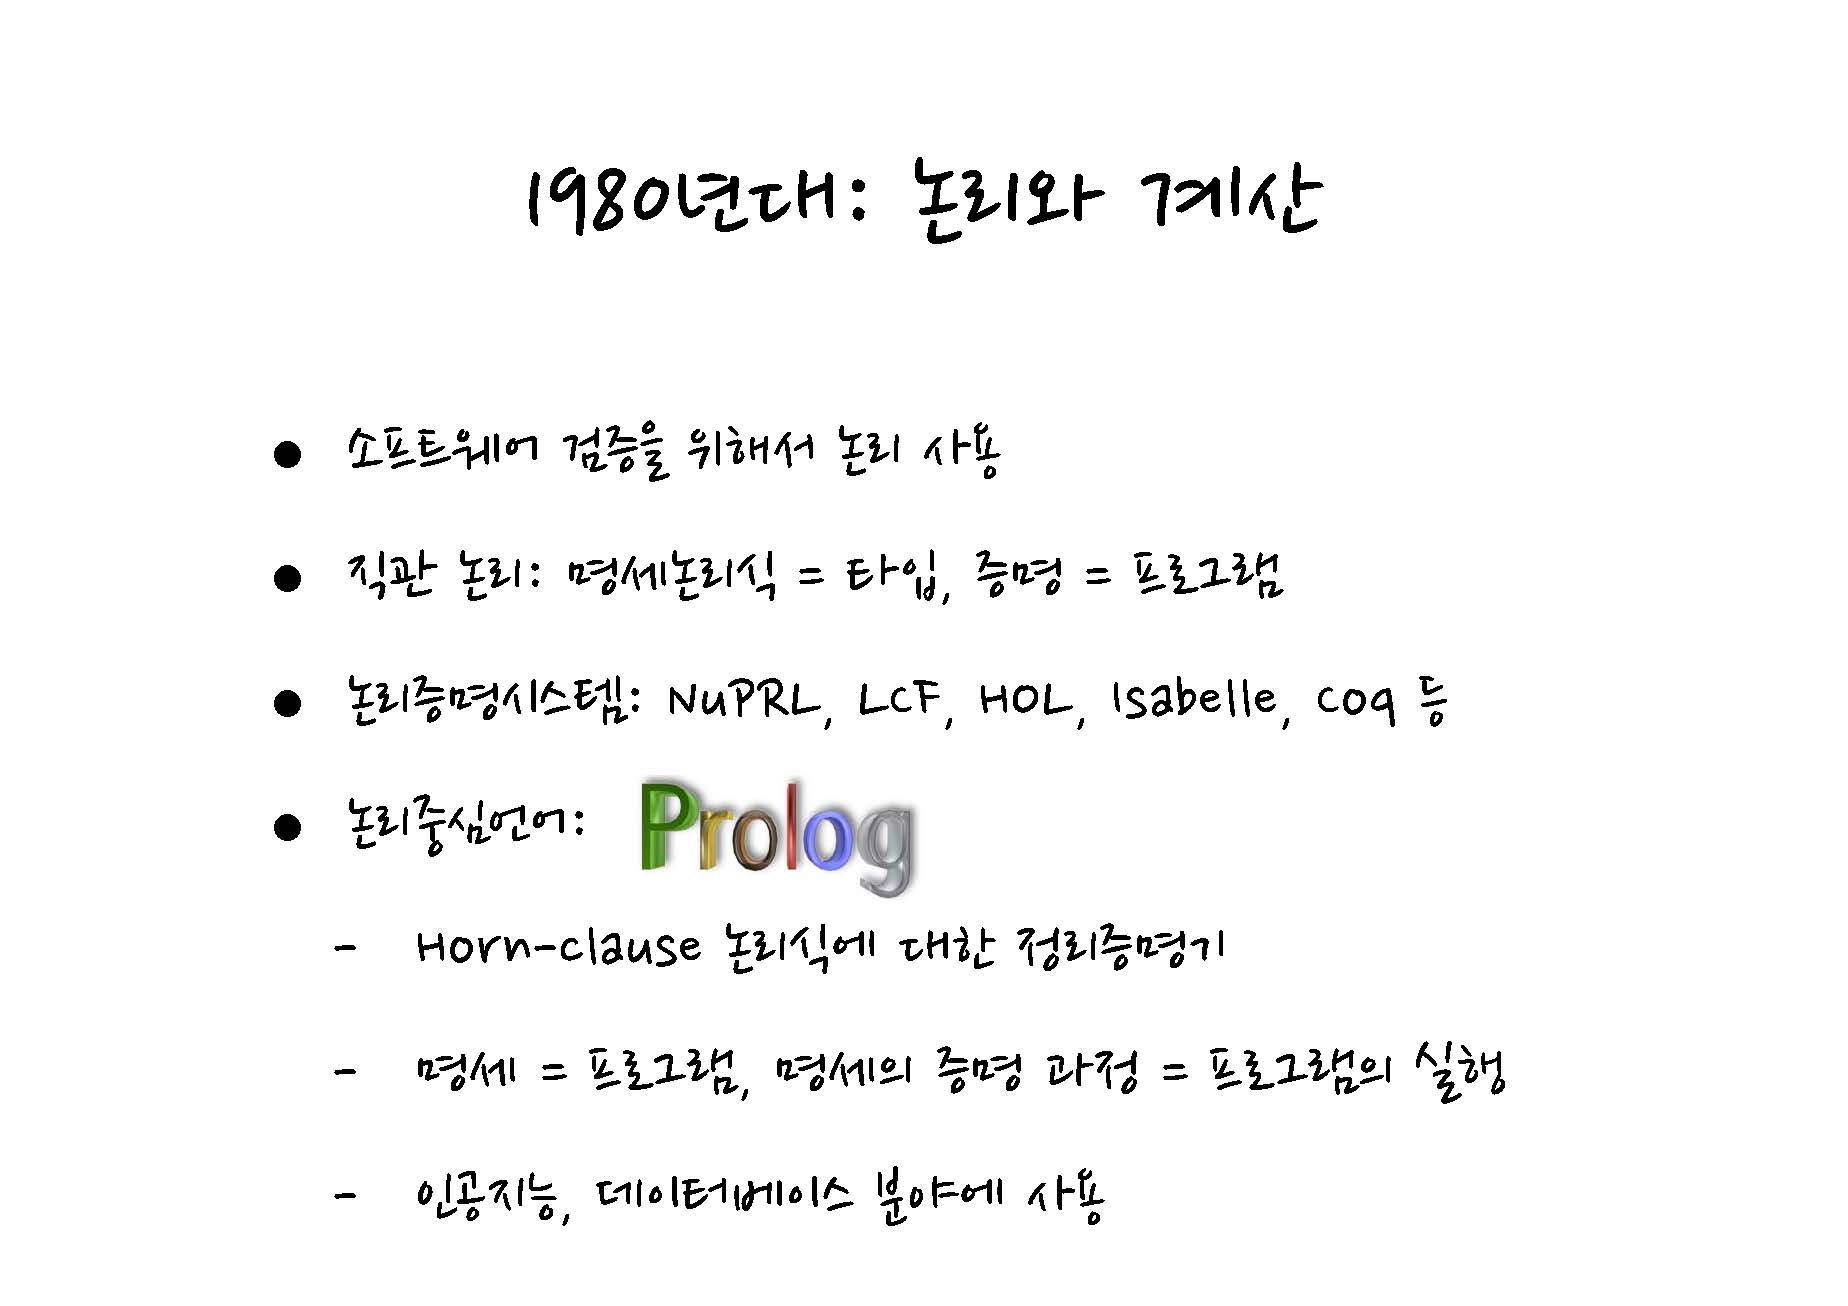 1980년대: 논리와 계산
● 소프트웨어 검증을 위해서 논리 사용
● 직관 논리: 명세논리식 = 타입, 증명 = 프로그램
● 논리증명시스템: NuPRL, LCF, HOL, Isabelle, Coq 등
● 논리중심언어: Prolog
- Horn-clause 논리식에 대한 정리증명기
- 명세 = 프로그램, 명세의 증명 과정 = 프로그램의 실행
- 인공지능, 데이터베이스 분야에 사용